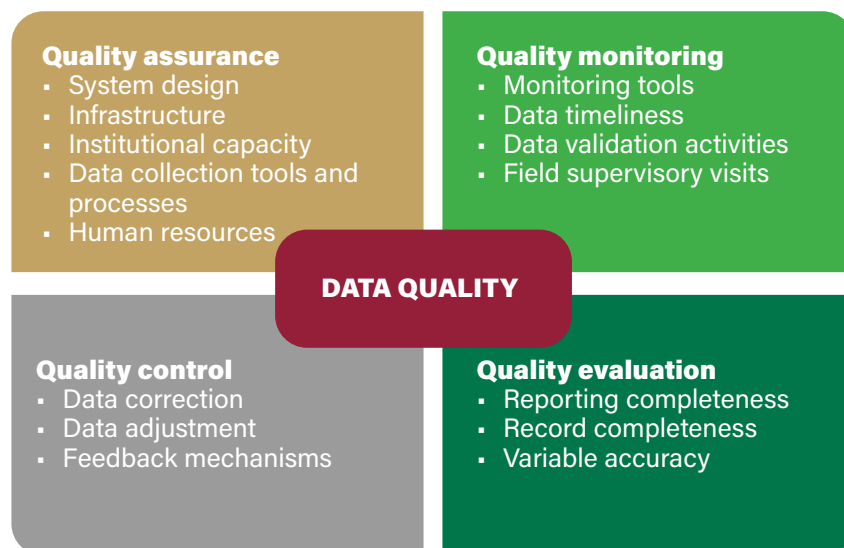 Quality assurance
▪ System design
▪ Infrastructure
▪ Institutional capacity
▪ Data collection tools and
processes
▪ Human resources
Quality monitoring
▪ Monitoring tools
▪ Data timeliness
▪ Data validation activities
▪ Field supervisory visits
DATA QUALITY
Quality control
▪ Data correction
▪ Data adjustment
▪ Feedback mechanisms
Quality evaluation
▪ Reporting completeness
▪ Record completeness
▪ Variable accuracy